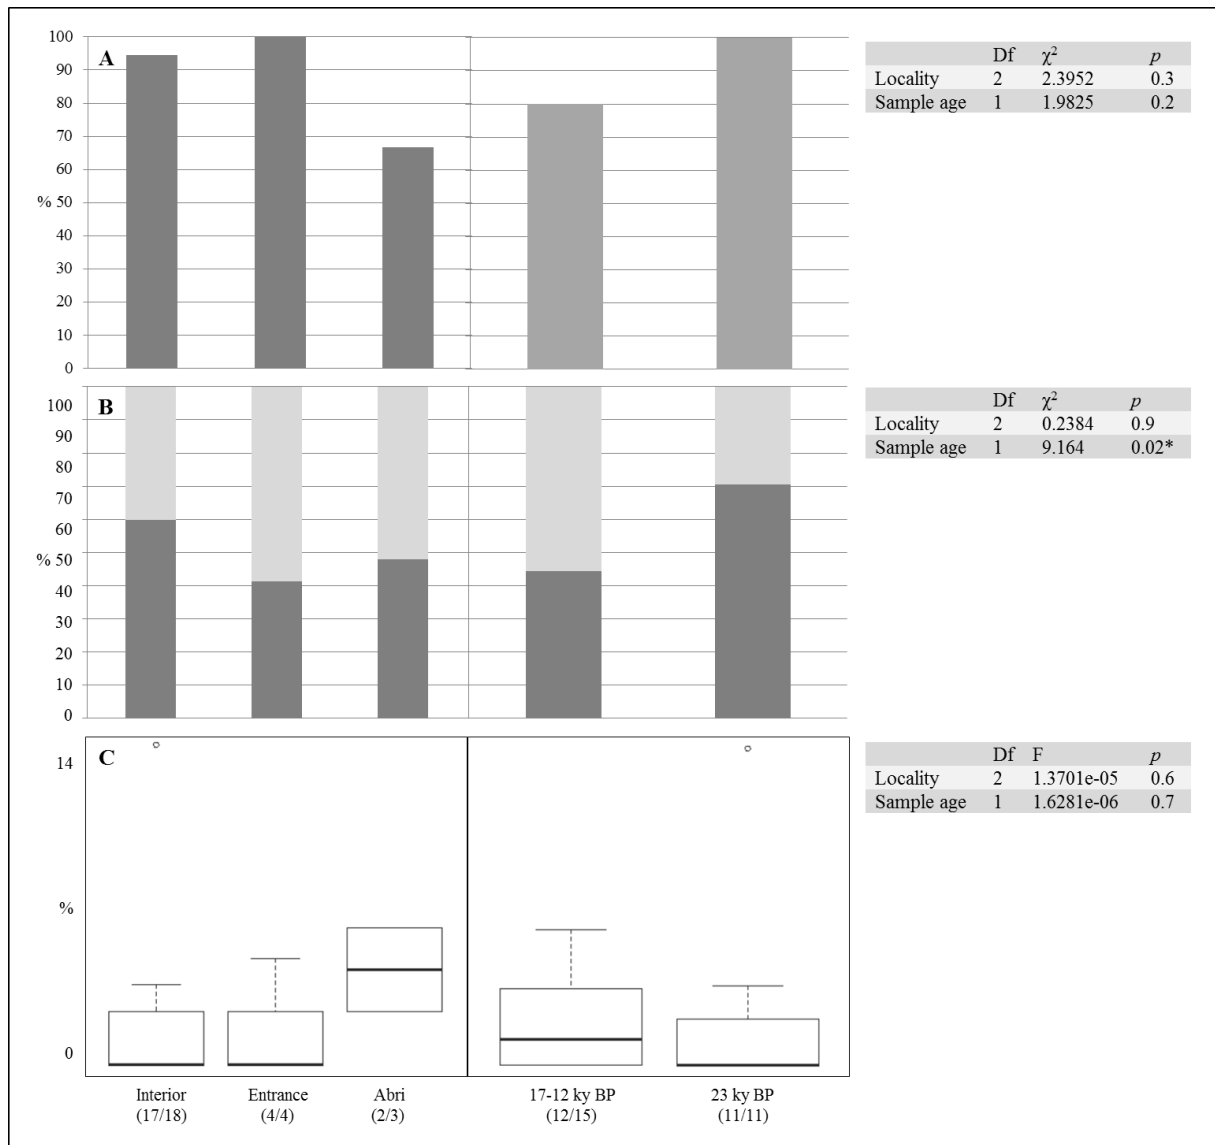 A
100
90
80
70
60
% 50
40
30
20
10
0
Df χ² p
Locality 2 2.3952 0.3
Sample age 1 1.9825 0.2
B
100
90
80
70
60
% 50
40
30
20
10
0
Df χ² p
Locality 2 0.2384 0.9
Sample age 1 9.164 0.02*
C
14
%
0
Df F p
Locality 2 1.3701e-05 0.6
Sample age 1 1.6281e-06 0.7
Interior Entrance Abri 17-12 ky BP 23 ky BP
(17/18) (4/4) (2/3) (12/15) (11/11)